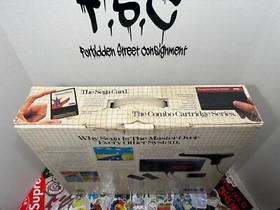 F.S.C
Forbidden Street Consignment
The Sega Card.
The Combo Cartridge Series.
Why Sega Is The Master Over
Every Other System.
Supreme